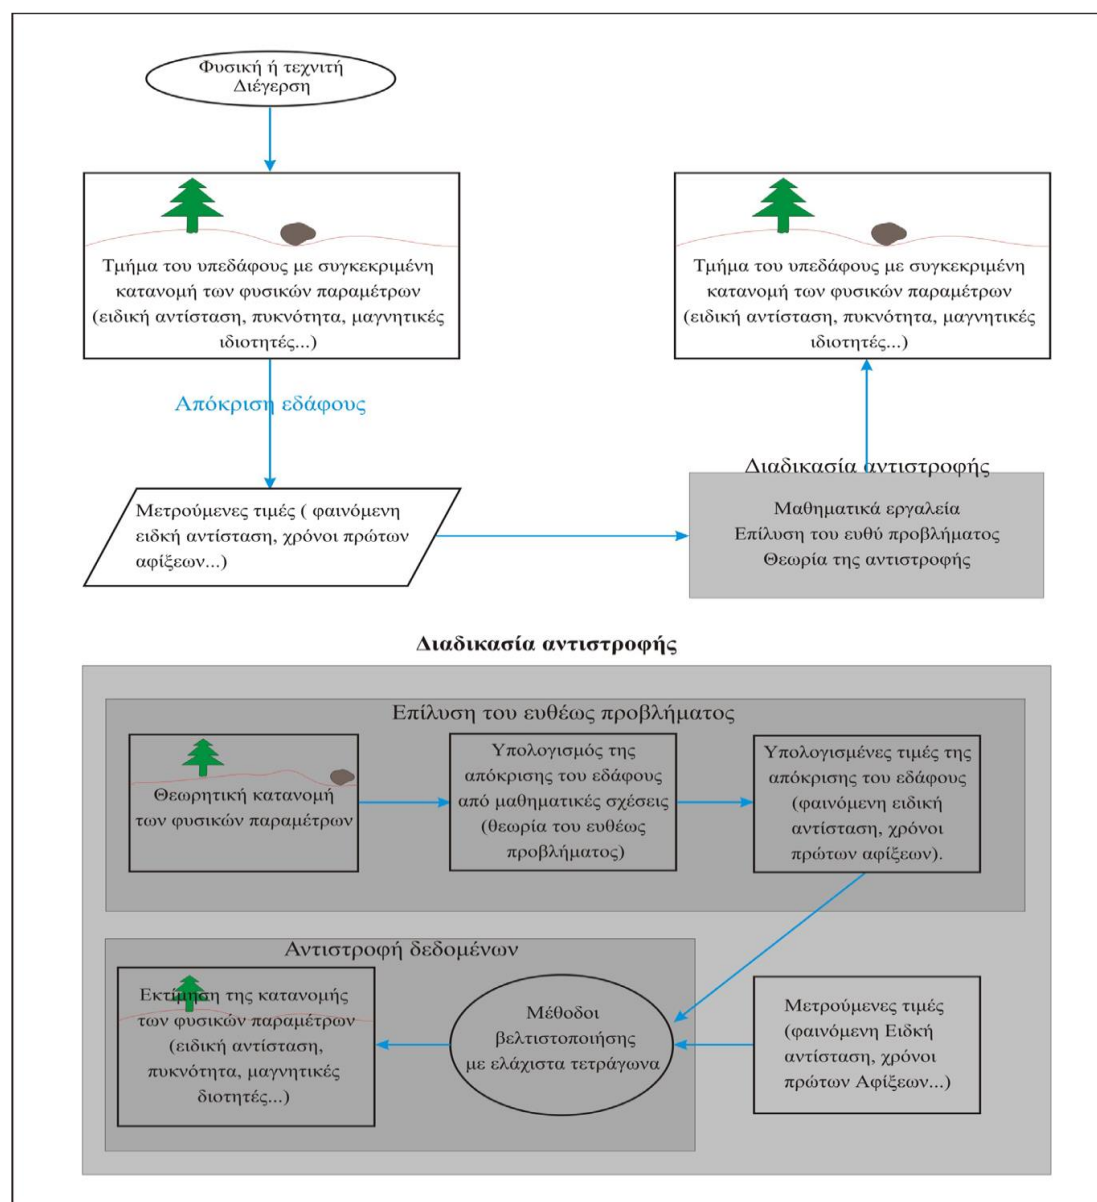 Φυσική ή τεχνιτή
Διέγερση
Τμήμα του υπεδάφους με συγκεκριμένη
κατανομή των φυσικών παραμέτρων
(ειδική αντίσταση, πυκνότητα, μαγνητικές
ιδιοτητές...)
Τμήμα του υπεδάφους με συγκεκριμένη
κατανομή των φυσικών παραμέτρων
(ειδική αντίσταση, πυκνότητα, μαγνητικές
ιδιοτητές...)
Απόκριση εδάφους
Μετρούμενες τιμές ( φαινόμενη
ειδκή αντίσταση, χρόνοι πρώτων
αφίξεων...)
Διαδικασία αντιστροφής
Μαθηματικά εργαλεία
Επίλυση του ευθύ προβλήματος
Θεωρία της αντιστροφής
Διαδικασία αντιστροφής
Επίλυση του ευθέως προβλήματος
Θεωρητική κατανομή
των φυσικών παραμέτρων
Υπολογισμός της
απόκρισης του εδάφους
από μαθηματικές σχέσεις
(θεωρία του ευθέως
προβλήματος)
Υπολογισμένες τιμές της
απόκρισης του εδάφους
(φαινόμενη ειδική
αντίσταση, χρόνοι
πρώτων αφίξεων).
Αντιστροφή δεδομένων
Εκτίμηση της κατανομής
των φυσικών παραμέτρων
(ειδική αντίσταση,
πυκνότητα, μαγνητικές
διοτητές...)
Μέθοδοι
βελτιστοποιήσης
με ελάχιστα τετράγωνα
Μετρούμενες τιμές
(φαινόμενη Ειδκή
αντίσταση, χρόνοι
πρώτων Αφίξεων...)